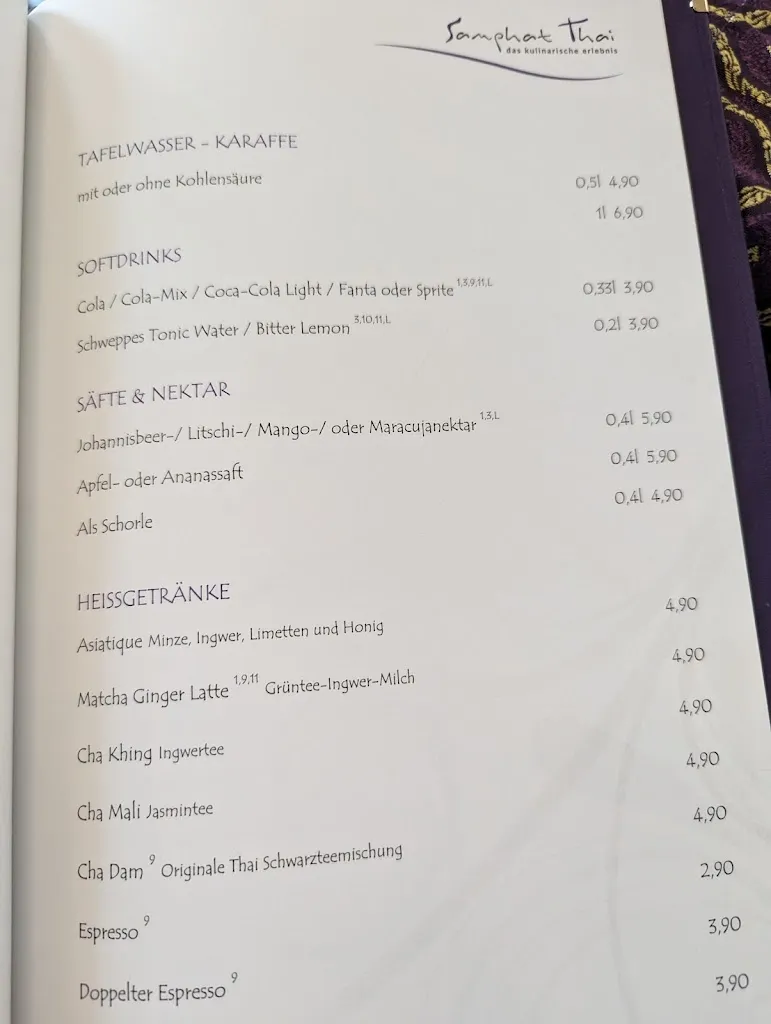 Samphat Thai
das kulinarische erlebnis
TAFELWASSER – KARAFFE
mit oder ohne Kohlensäure 0,5l 4,90
1l 6,90
SOFTDRINKS
Cola / Cola-Mix / Coca-Cola Light / Fanta oder Sprite 1,3,9,11,L 0,33l 3,90
Schweppes Tonic Water / Bitter Lemon 3,10,11,L 0,2l 3,90
SÄFTE & NEKTAR
Johannisbeer-/ Litschi-/ Mango-/ oder Maracujanektar 1,3,L 0,4l 5,90
Apfel- oder Ananassaft 0,4l 5,90
Als Schorle 0,4l 4,90
HEISSGETRÄNKE
Asiatique Minze, Ingwer, Limetten und Honig 4,90
Matcha Ginger Latte 1,9,11 Grüntee-Ingwer-Milch 4,90
Cha Khing Ingwertee 4,90
Cha Mali Jasmintee 4,90
Cha Dam 9 Originale Thai Schwarzteemischung 4,90
Espresso 9 2,90
Doppelter Espresso 9 3,90
3,90